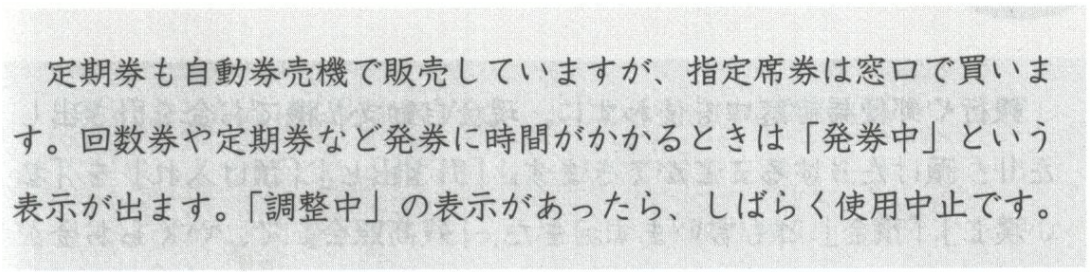 定期券も自動券売機で販売していますが、指定席券は窓口で買いま
す。回数券や定期券など発券に時間がかかるときは「発券中」という
表示が出ます。「調整中」の表示があったら、しばらく使用中止です。